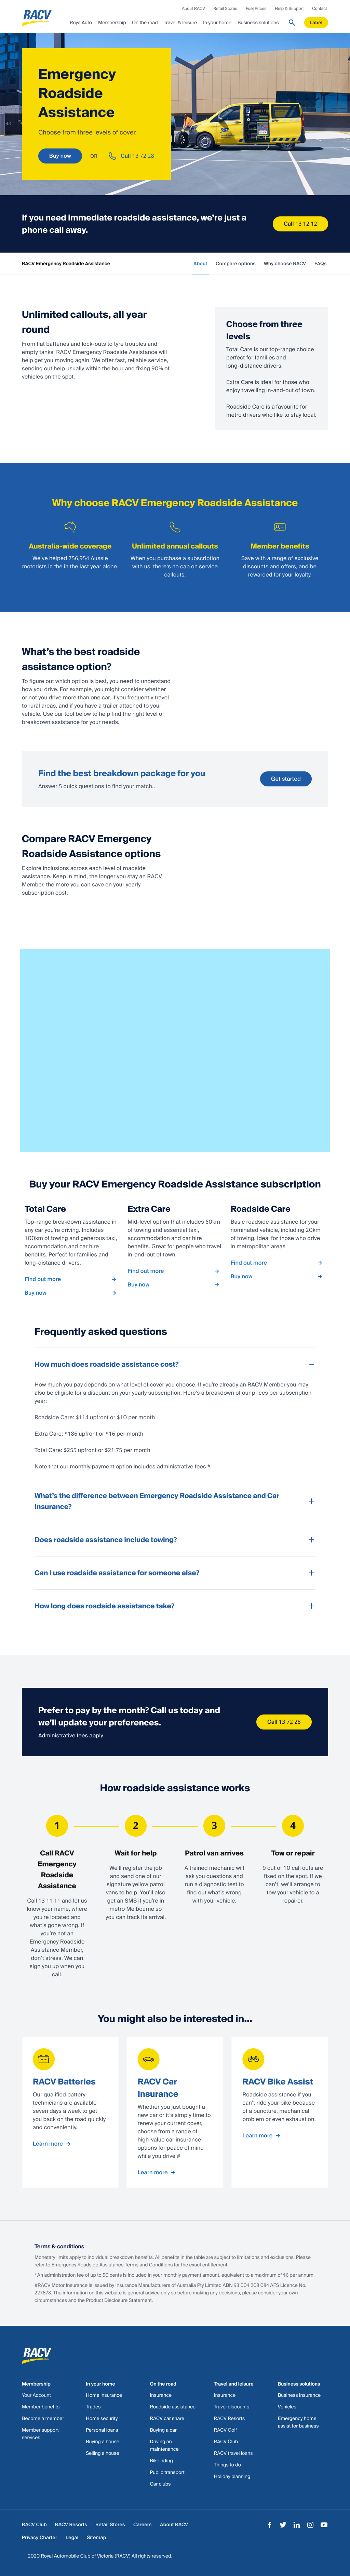 About RACV Retail Stores Fuel Prices Help & Support Contact
RACV
RoyalAuto Membership On the road Travel & leisure In your home Business solutions Label
Emergency
Roadside
Assistance
Choose from three levels of cover.
Buy now OR Call 13 72 28
If you need immediate roadside assistance, we're just a
phone call away.
Call 13 12 12
RACV Emergency Roadside Assistance About Compare options Why choose RACV FAQs
Unlimited callouts, all year
round
From flat batteries and lock-outs to tyre troubles and
empty tanks, RACV Emergency Roadside Assistance will
help get you moving again. We offer fast, reliable service,
sending out help usually within the hour and fixing 90% of
vehicles on the spot.
Choose from three
levels
Total Care is our top-range choice
perfect for families and
long-distance drivers.
Extra Care is ideal for those who
enjoy travelling in-and-out of town.
Roadside Care is a favourite for
metro drivers who like to stay local.
Why choose RACV Emergency Roadside Assistance
Australia-wide coverage
We've helped 756,954 Aussie
motorists in the in the last year alone.
Unlimited annual callouts
When you purchase a subscription
with us, there's no cap on service
callouts.
Member benefits
Save with a range of exclusive
discounts and offers, and be
rewarded for your loyalty.
What's the best roadside
assistance option?
To figure out which option is best, you need to understand
how you drive. For example, you might consider whether
or not you drive more than one car, if you frequently travel
to rural areas, and if you have a trailer attached to your
vehicle. Use our tool below to help find the right level of
breakdown assistance for your needs.
Find the best breakdown package for you
Answer 5 quick questions to find your match..
Get started
Compare RACV Emergency
Roadside Assistance options
Explore inclusions across each level of roadside
assistance. Keep in mind, the longer you stay an RACV
Member, the more you can save on your yearly
subscription cost.
Buy your RACV Emergency Roadside Assistance subscription
Total Care
Top-range breakdown assistance in
any car you're driving. Includes
100km of towing and generous taxi,
accommodation and car hire
benefits. Perfect for families and
long-distance drivers.
Find out more
Buy now
Extra Care
Mid-level option that includes 60km
of towing and essential taxi,
accommodation and car hire
benefits. Great for people who travel
in-and-out of town.
Find out more
Buy now
Roadside Care
Basic roadside assistance for your
nominated vehicle, including 20km
of towing. Ideal for those who drive
in metropolitan areas
Find out more
Buy now
Frequently asked questions
How much does roadside assistance cost?
How much you pay depends on what level of cover you choose. If you're already an RACV Member you may
also be eligible for a discount on your yearly subscription. Here's a breakdown of our prices per subscription
year:
Roadside Care: $114 upfront or $10 per month
Extra Care: $186 upfront or $16 per month
Total Care: $255 upfront or $21.75 per month
Note that our monthly payment option includes administrative fees.*
What's the difference between Emergency Roadside Assistance and Car
Insurance?
Does roadside assistance include towing?
Can I use roadside assistance for someone else?
How long does roadside assistance take?
Prefer to pay by the month? Call us today and
we'll update your preferences.
Administrative fees apply.
Call 13 72 28
How roadside assistance works
1 2 3 4
Call RACV
Emergency
Roadside
Assistance
Call 13 11 11 and let us
know your name, where
you're located and
what's gone wrong. If
you're not an
Emergency Roadside
Assistance Member,
don't stress. We can
sign you up when you
call.
Wait for help
We'll register the job
and send one of our
signature yellow patrol
vans to help. You'll also
get an SMS if you're in
metro Melbourne so
you can track its arrival.
Patrol van arrives
A trained mechanic will
ask you questions and
run a diagnostic test to
find out what's wrong
with your vehicle.
Tow or repair
9 out of 10 call outs are
fixed on the spot. If we
can't, we'll arrange to
tow your vehicle to a
repairer.
You might also be interested in...
RACV Batteries
Our qualified battery
technicians are available
seven days a week to get
you back on the road quickly
and conveniently.
Learn more
RACV Car
Insurance
Whether you just bought a
new car or it's simply time to
renew your current cover,
choose from a range of
high-value car insurance
options for peace of mind
while you drive.#
Learn more
RACV Bike Assist
Roadside assistance if you
can't ride your bike because
of a puncture, mechanical
problem or even exhaustion.
Learn more
Terms & conditions
Monetary limits apply to individual breakdown benefits. All benefits in the table are subject to limitations and exclusions. Please
refer to Emergency Roadside Assistance Terms and Conditions for the exact entitlement.
*An administration fee of up to 50 cents is included in your monthly payment amount, equivalent to a maximum of $6 per annum.
#RACV Motor Insurance is issued by Insurance Manufacturers of Australia Pty Limited ABN 93 004 208 084 AFS Licence No.
227678. The information on this website is general advice only so before making any decisions, please consider your own
circumstances and the Product Disclosure Statement.
RACV
Membership
Your Account
Member benefits
Become a member
Member support
services
In your home
Home insurance
Trades
Home security
Personal loans
Buying a house
Selling a house
On the road
Insurance
Roadside assistance
RACV car share
Buying a car
Driving an
maintenance
Bike riding
Public transport
Car clubs
Travel and leisure
Insurance
Travel discounts
RACV Resorts
RACV Golf
RACV Club
RACV travel loans
Things to do
Holiday planning
Business solutions
Business insurance
Vehicles
Emergency home
assist for business
RACV Club RACV Resorts Retail Stores Careers About RACV
Privacy Charter Legal Sitemap
2020 Royal Automobile Club of Victoria (RACV) All rights reserved.